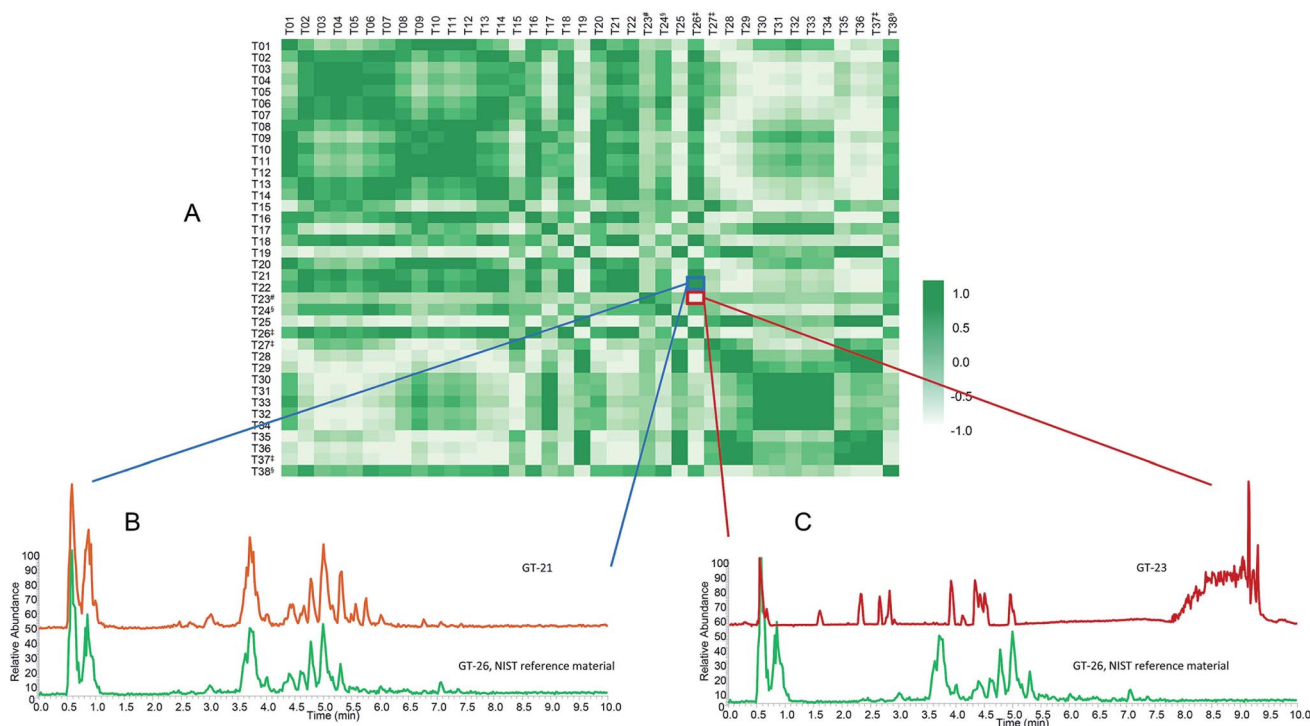 T01 T02 T03 T04 T05 T06 T07 T08 T09 T10 T11 T12 T13 T14 T15 T16 T17 T18 T19 T20 T21 T22 T23# T24§ T25 T26‡ T27‡ T28 T29 T30 T31 T32 T33 T34 T35 T36 T37‡ T38§
T01
T02
T03
T04
T05
T06
T07
T08
T09
T10
T11
T12
T13
T14
T15
T16
T17
T18
T19
T20
T21
T22
T23#
T24§
T25
T26‡
T27‡
T28
T29
T30
T31
T33
T32
T34
T35
T36
T37‡
T38§
A
1.0
0.5
0.0
-0.5
-1.0
B
GT-21
GT-26, NIST reference material
Relative Abundance
100
90
80
70
60
50
40
30
20
10
0
0.0 0.5 1.0 1.5 2.0 2.5 3.0 3.5 4.0 4.5 5.0 5.5 6.0 6.5 7.0 7.5 8.0 8.5 9.0 9.5 10.0
Time (min)
C
GT-23
GT-26, NIST reference material
Relative Abundance
100
90
80
70
60
50
40
30
20
10
0
0.0 0.5 1.0 1.5 2.0 2.5 3.0 3.5 4.0 4.5 5.0 5.5 6.0 6.5 7.0 7.5 8.0 8.5 9.0 9.5 10.0
Time (min)